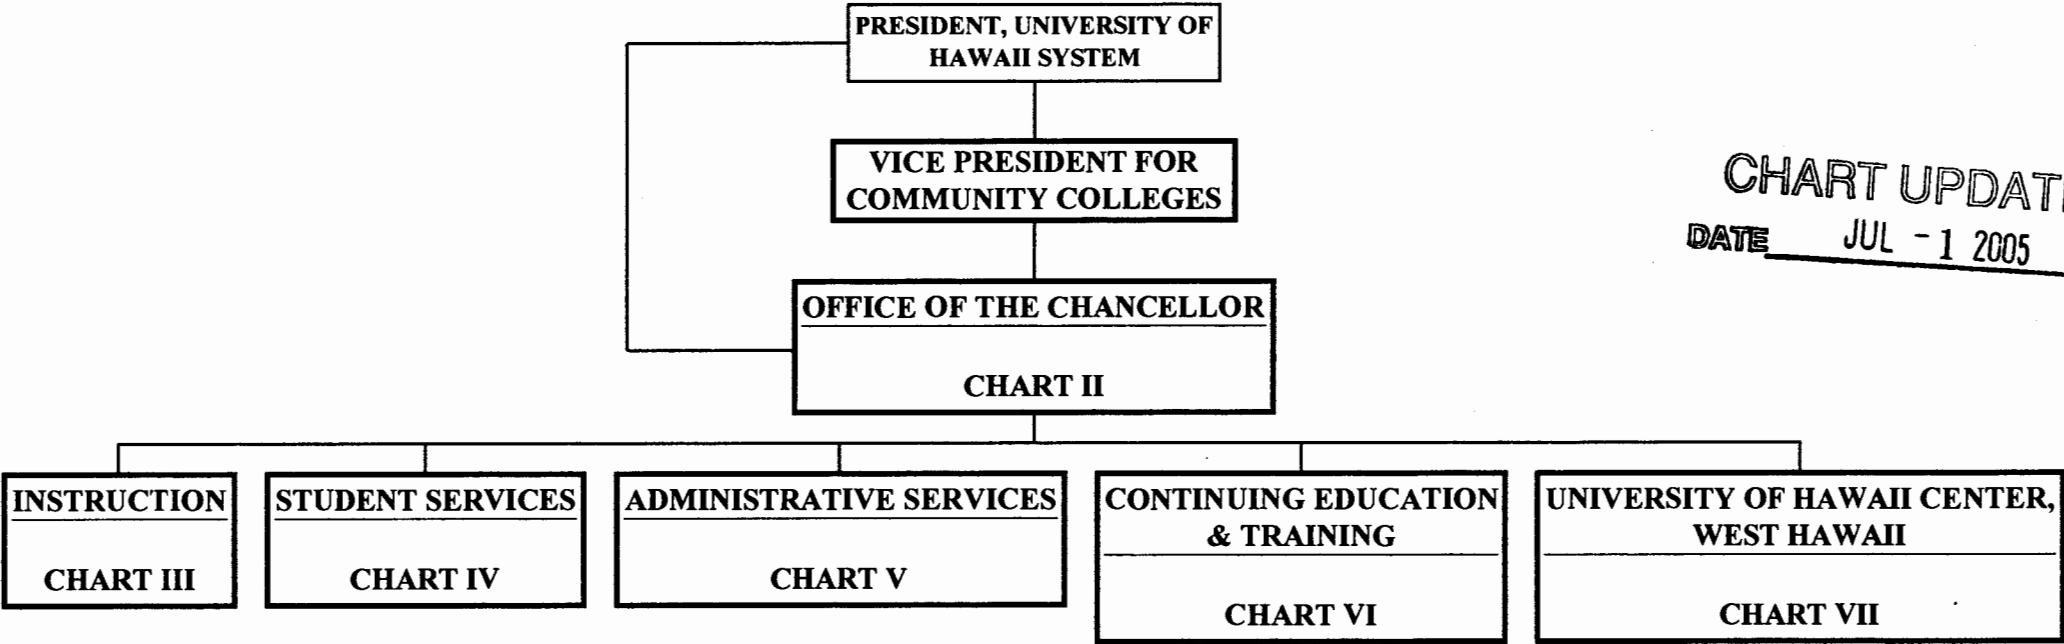 PRESIDENT, UNIVERSITY OF
HAWAII SYSTEM
VICE PRESIDENT FOR
COMMUNITY COLLEGES
CHART UPDAT
DATE JUL - 1 2005
OFFICE OF THE CHANCELLOR
CHART II
INSTRUCTION
CHART III
STUDENT SERVICES
CHART IV
ADMINISTRATIVE SERVICES
CHART V
CONTINUING EDUCATION
& TRAINING
CHART VI
UNIVERSITY OF HAWAII CENTER,
WEST HAWAII
CHART VII